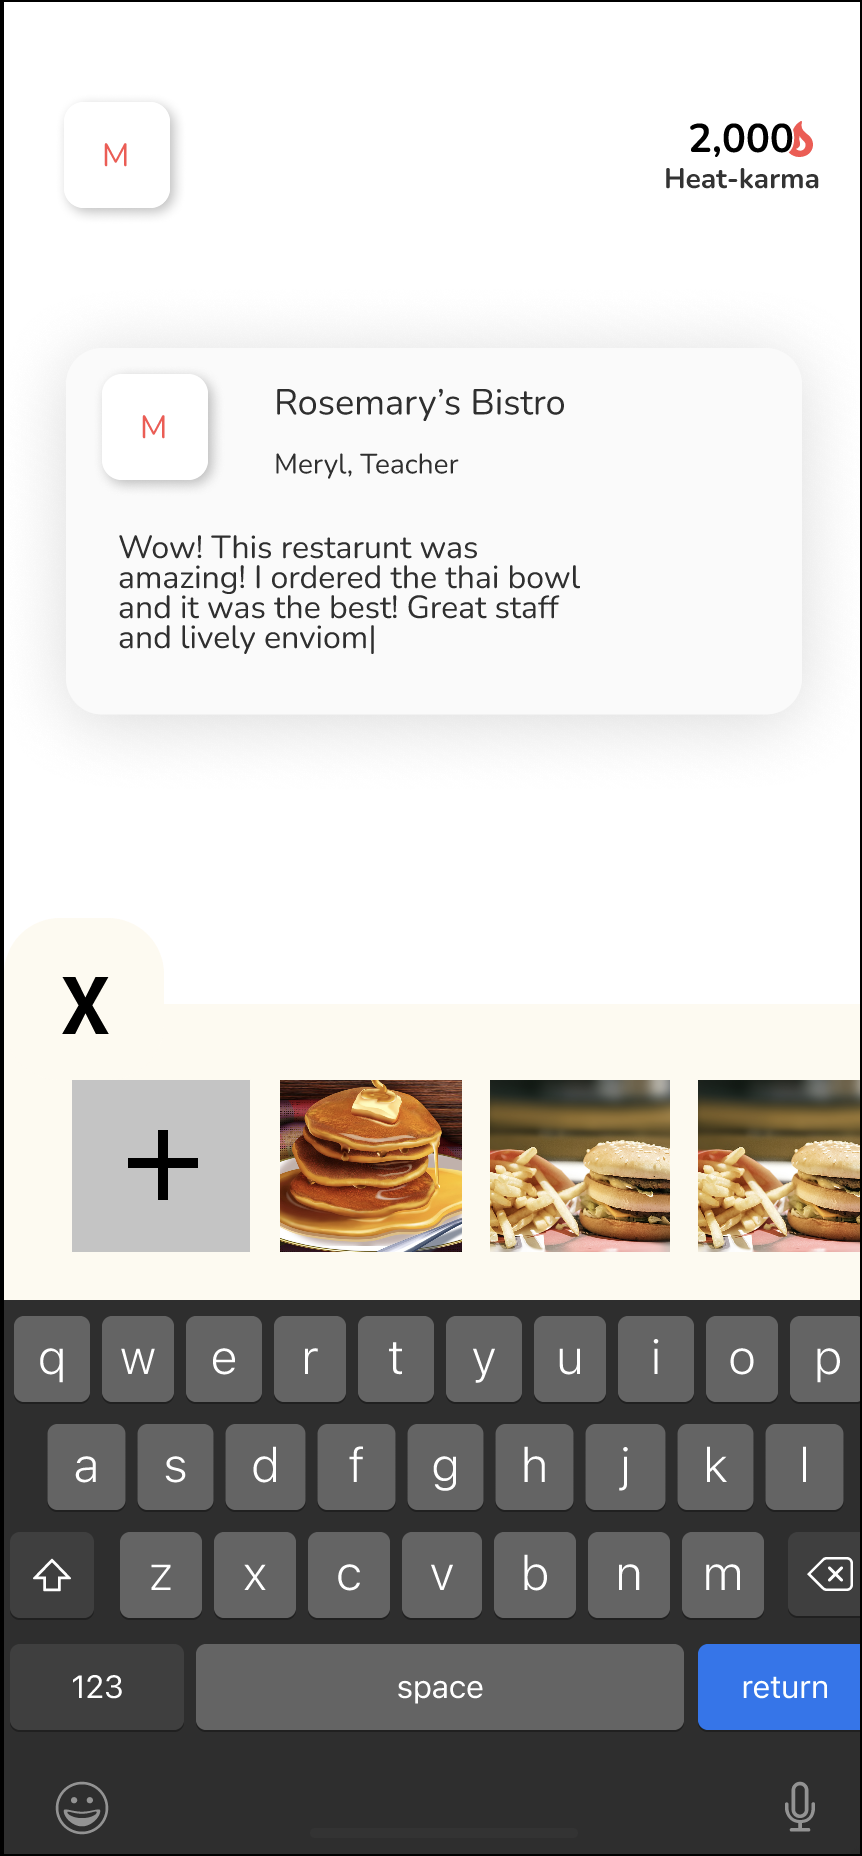 M
2,000
Heat-karma
M
Rosemary’s Bistro
Meryl, Teacher
Wow! This restarunt was
amazing! I ordered the thai bowl
and it was the best! Great staff
and lively enviom|
X
q w e r t y u i o p
a s d f g h j k l
z x c v b n m
123 space return